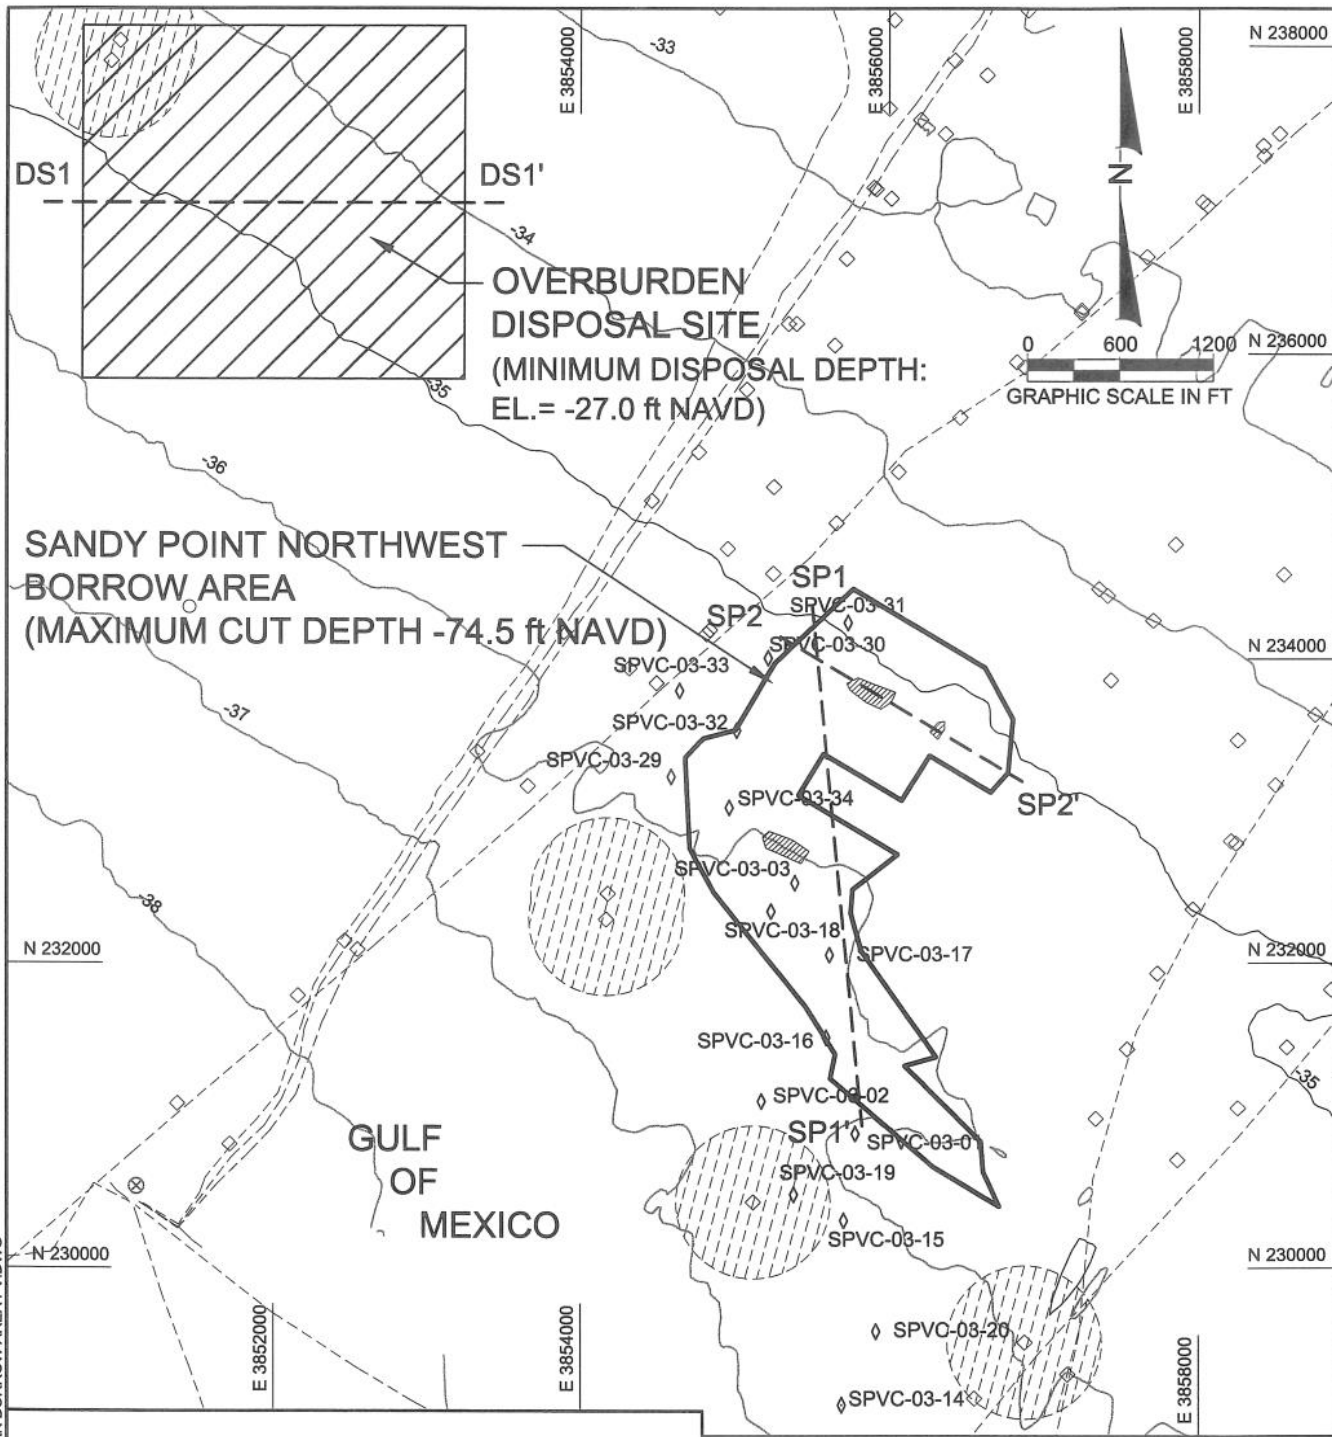 -33
E 3854000
E 3856000
E 3858000
N 238000
DS1
DS1'
-34
N
OVERBURDEN
DISPOSAL SITE
(MINIMUM DISPOSAL DEPTH:
EL.= -27.0 ft NAVD)
0 600 1200
GRAPHIC SCALE IN FT
N 236000
-35
-36
SANDY POINT NORTHWEST
BORROW AREA
(MAXIMUM CUT DEPTH -74.5 ft NAVD)
SP1
SPVC-03-31
SP2
SPVC-03-30
SPVC-03-33
N 234000
-37
SPVC-03-32
SPVC-03-29
SPVC-03-34
SP2'
SPVC-03-03
-38
SPVC-03-18
SPVC-03-17
N 232000
N 232000
SPVC-03-16
-35
SPVC-03-02
SP1'
SPVC-03-0
GULF
OF
MEXICO
SPVC-03-19
SPVC-03-15
N 230000
N 230000
SPVC-03-20
E 3852000
E 3854000
E 3858000
SPVC-03-14